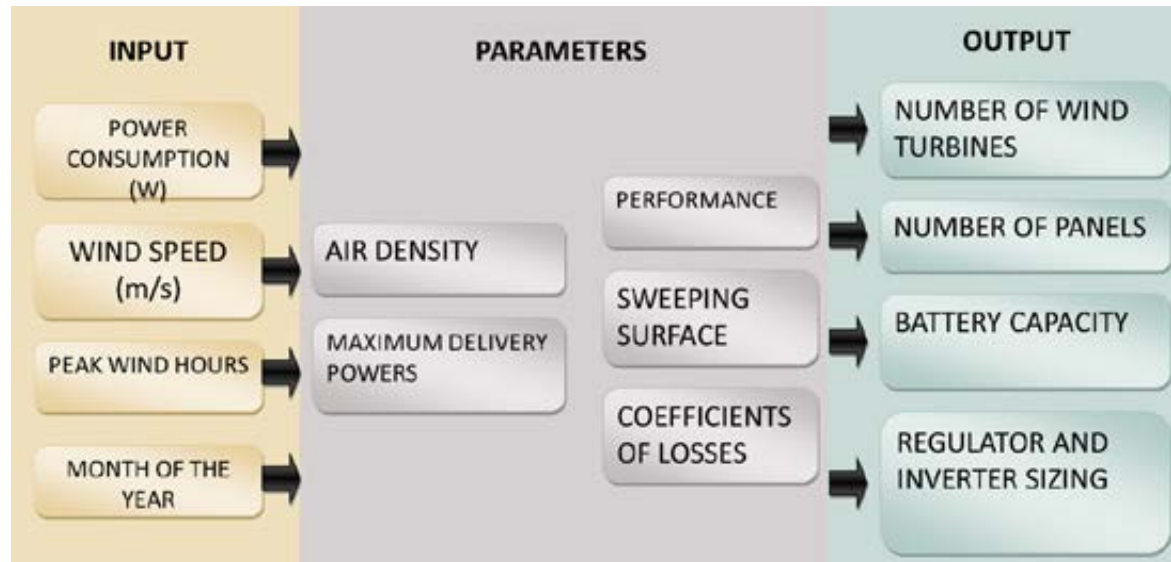 INPUT
POWER
CONSUMPTION
(W)
WIND SPEED
(m/s)
PEAK WIND HOURS
MONTH OF THE
YEAR
PARAMETERS
AIR DENSITY
MAXIMUM DELIVERY
POWERS
PERFORMANCE
SWEEPING
SURFACE
COEFFICIENTS
OF LOSSES
OUTPUT
NUMBER OF WIND
TURBINES
NUMBER OF PANELS
BATTERY CAPACITY
REGULATOR AND
INVERTER SIZING